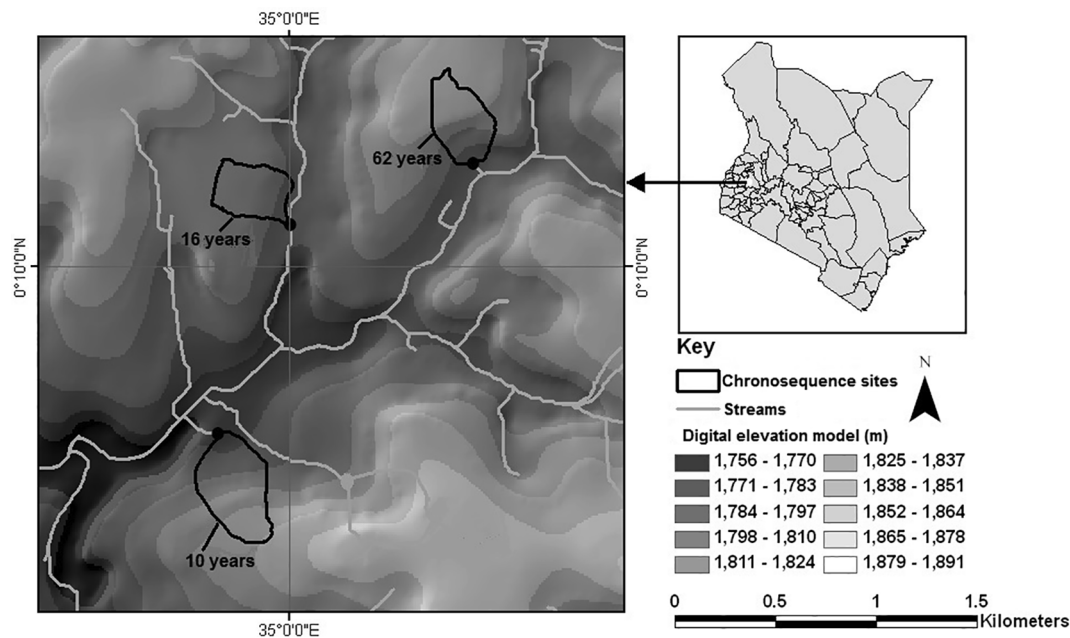 35°0'0"E
62 years
16 years
0°10'0"N
0°10'0"N
10 years
35°0'0"E
Key
N
Chronosequence sites
Streams
Digital elevation model (m)
1,756 - 1,770 1,825 - 1,837
1,771 - 1,783 1,838 - 1,851
1,784 - 1,797 1,852 - 1,864
1,798 - 1,810 1,865 - 1,878
1,811 - 1,824 1,879 - 1,891
0 0.5 1 1.5
Kilometers